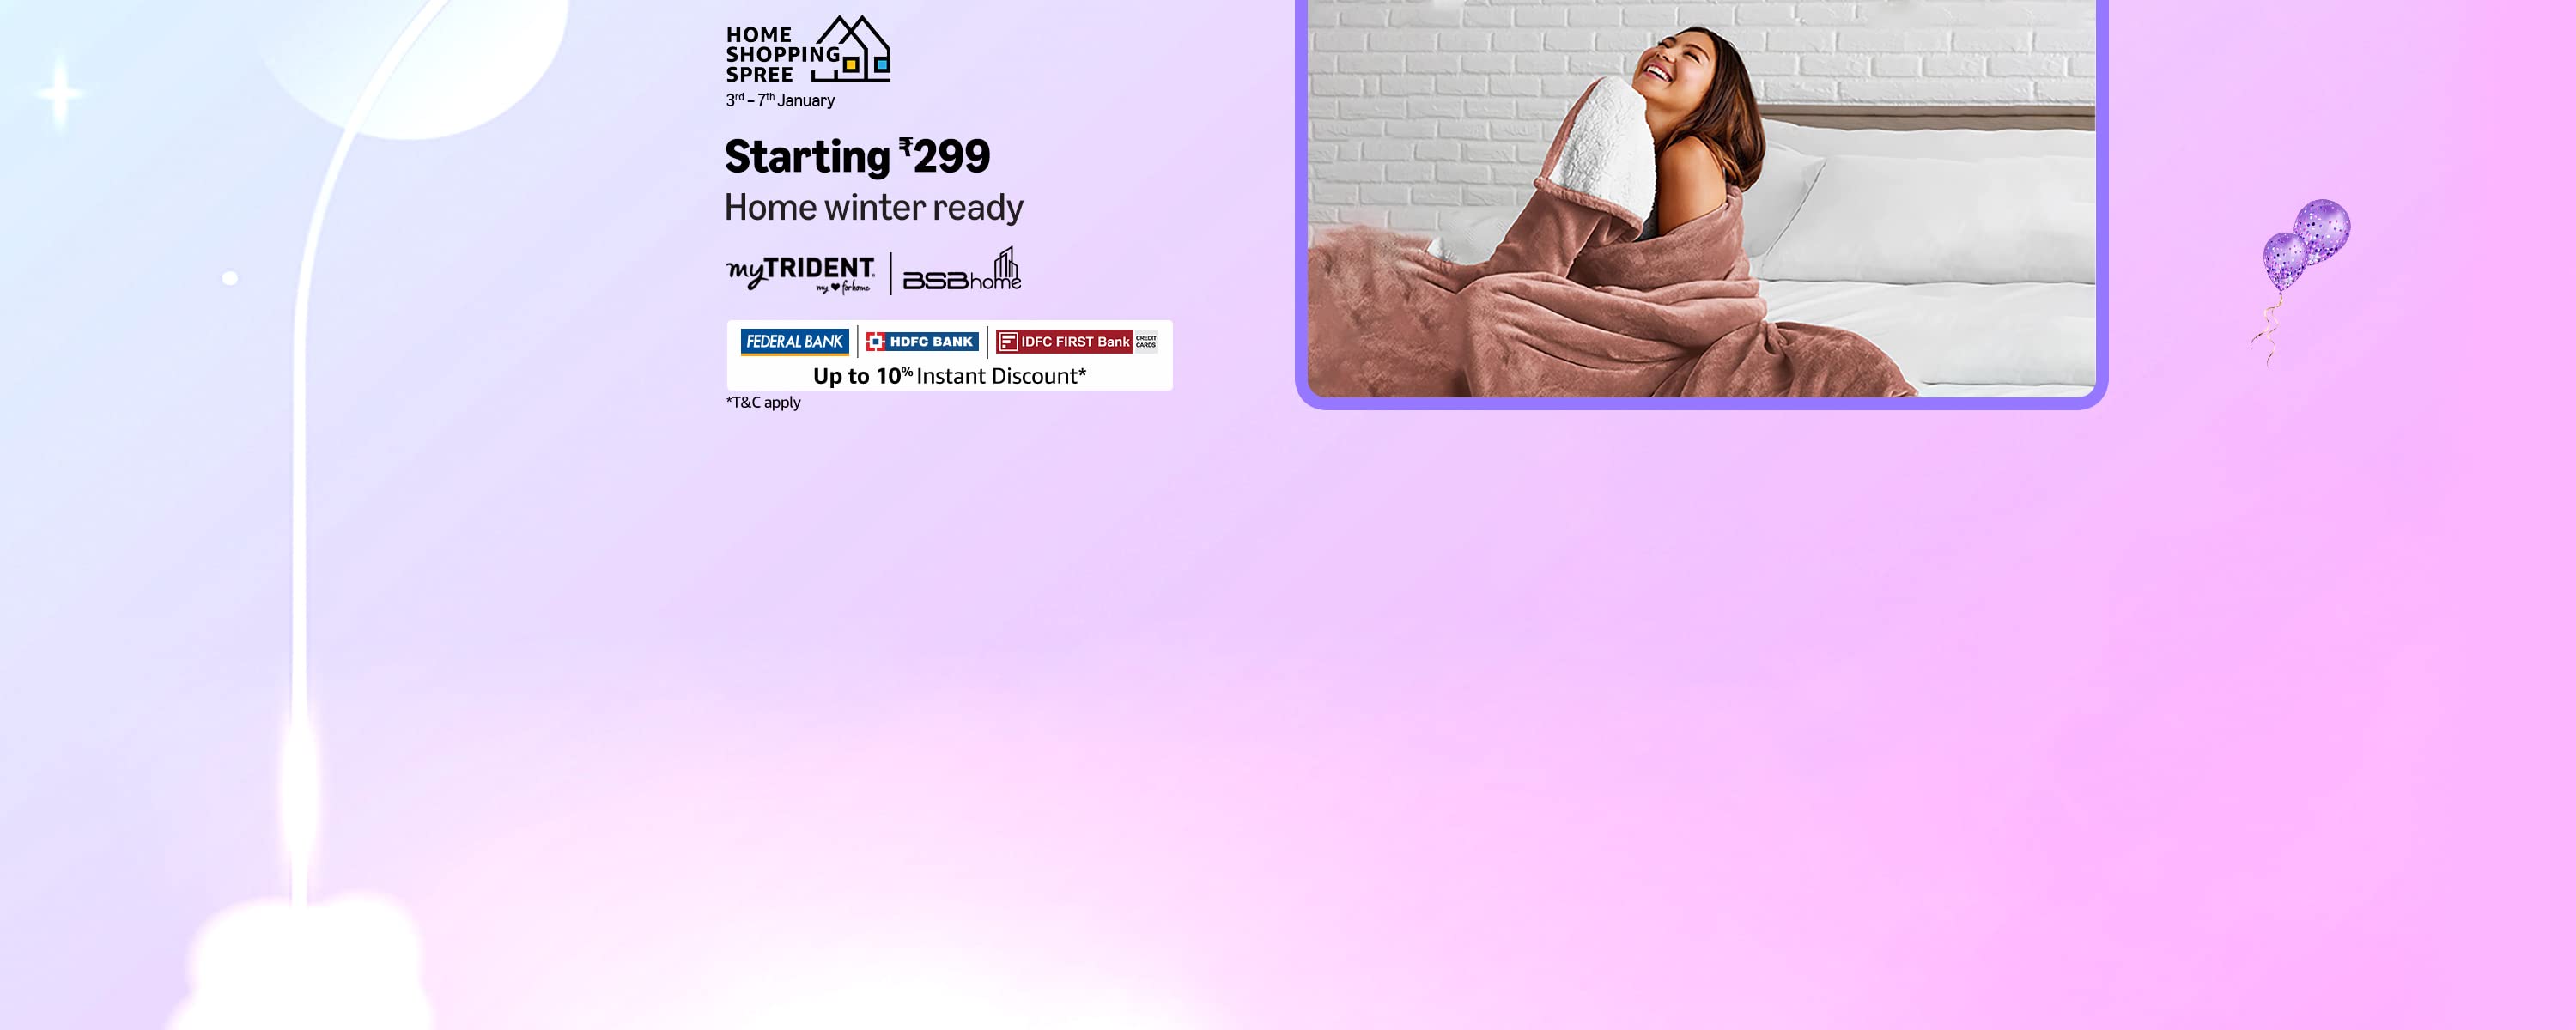 HOME
SHOPPING
SPREE
3rd – 7th January
Starting ₹299
Home winter ready
myTRIDENT. | BSBhome
my ♥ for home
FEDERAL BANK | HDFC BANK | IDFC FIRST Bank CREDIT CARDS
Up to 10% Instant Discount*
*T&C apply